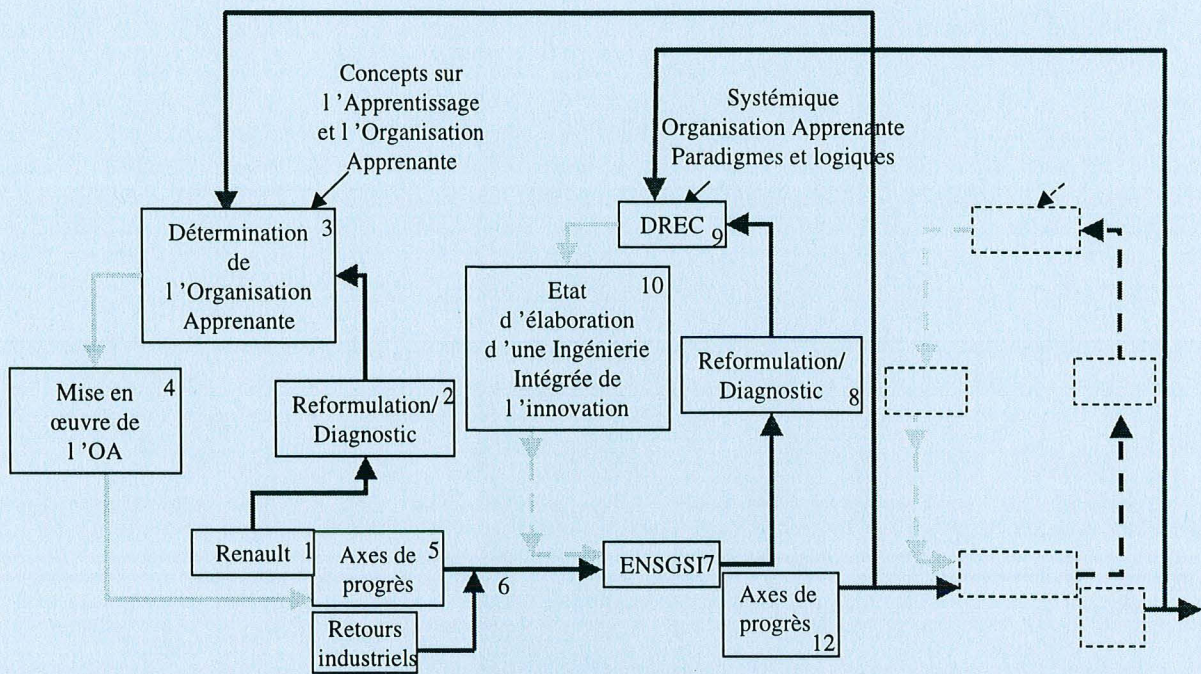 Concepts sur
l 'Apprentissage
et l 'Organisation
Apprenante
Systémique
Organisation Apprenante
Paradigmes et logiques
Détermination 3
de
l 'Organisation
Apprenante
DREC 9
10
Etat
d 'élaboration
d 'une Ingénierie
Intégrée de
l 'innovation
Reformulation/
Diagnostic 8
4
Mise en
œuvre de
l 'OA
Reformulation/ 2
Diagnostic
Renault 1
Axes de 5
progrès
6
Retours
industriels
ENSGSI 7
Axes de
progrès
12